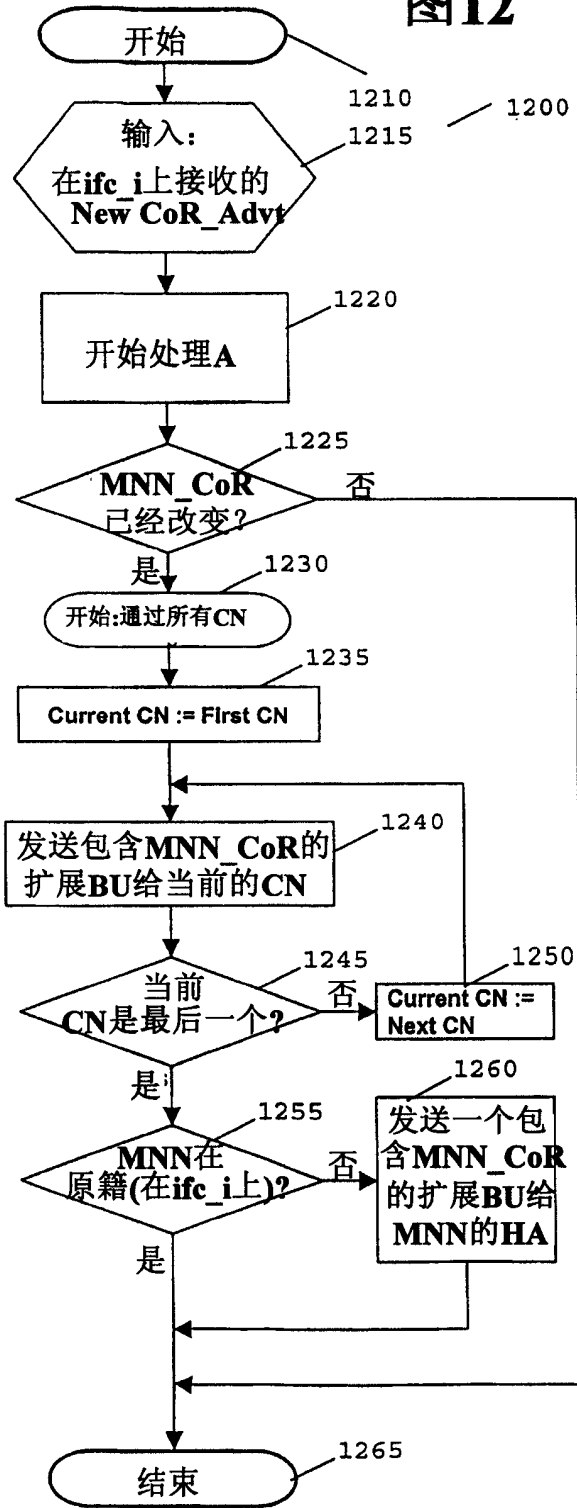 图12
开始
1210
1200
输入:
1215
在ifc_i上接收的
New CoR_Advt
1220
开始处理A
1225
MNN_CoR
已经改变?
否
是
1230
开始:通过所有CN
1235
Current CN := First CN
1240
发送包含MNN_CoR的
扩展BU给当前的CN
1245
当前
CN是最后一个?
否
1250
Current CN :=
Next CN
是
1255
MNN在
原籍(在ifc_i上)?
否
1260
发送一个包
含MNN_CoR
的扩展BU给
MNN的HA
是
1265
结束